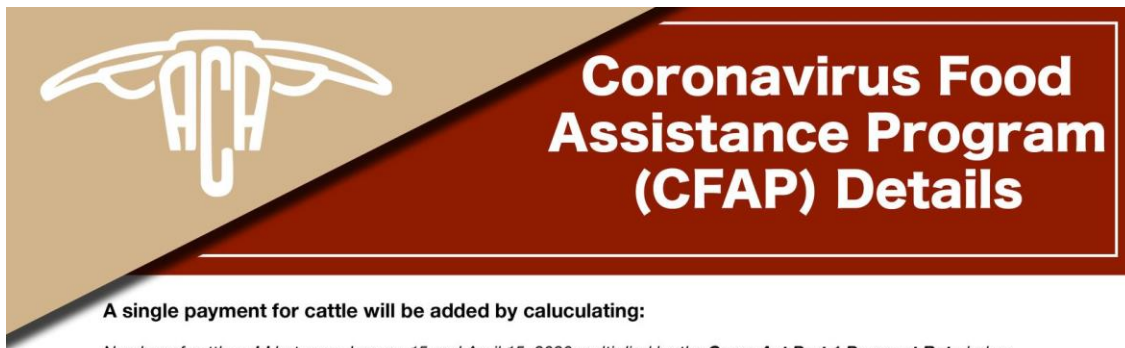 ACA
Coronavirus Food
Assistance Program
(CFAP) Details
A single payment for cattle will be added by caluculating: